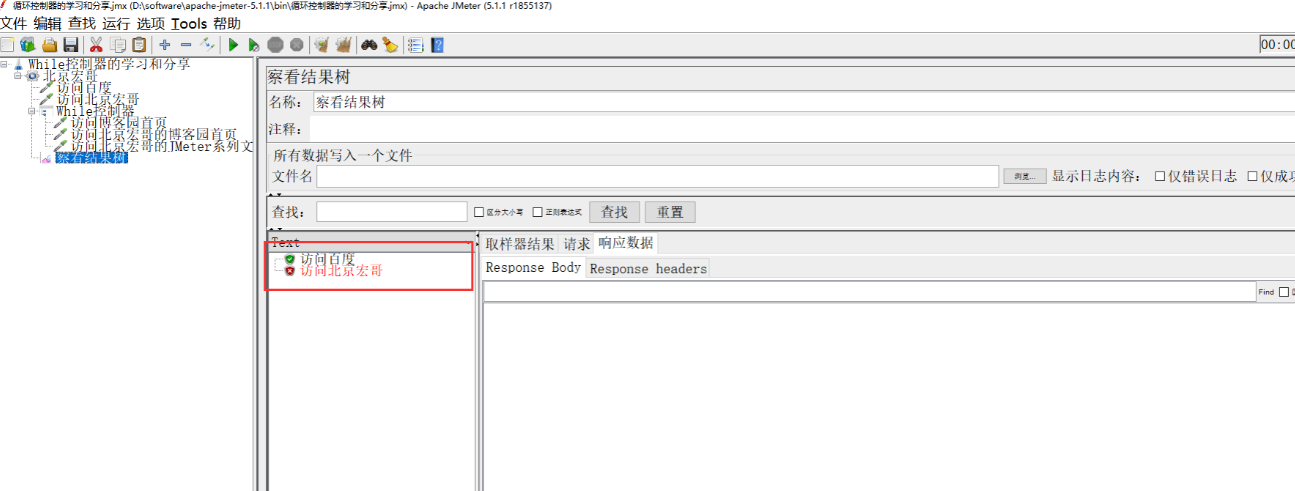 循环控制器的学习和分享.jmx (D:\software\apache-jmeter-5.1.1\bin\循环控制器的学习和分享.jmx) - Apache JMeter (5.1.1 r1855137)
文件 编辑 查找 运行 选项 Tools 帮助
00:00
While控制器的学习和分享
北京宏哥
访问百度
访问北京宏哥
While控制器
访问博客园首页
访问北京宏哥的博客园首页
访问北京宏哥的JMeter系列文
察看结果树
察看结果树
名称： 察看结果树
注释：
所有数据写入一个文件
文件名 浏览... 显示日志内容： 仅错误日志 仅成功
查找： 区分大小写 正则表达式 查找 重置
Text
访问百度
访问北京宏哥
取样器结果 请求 响应数据
Response Body Response headers
Find